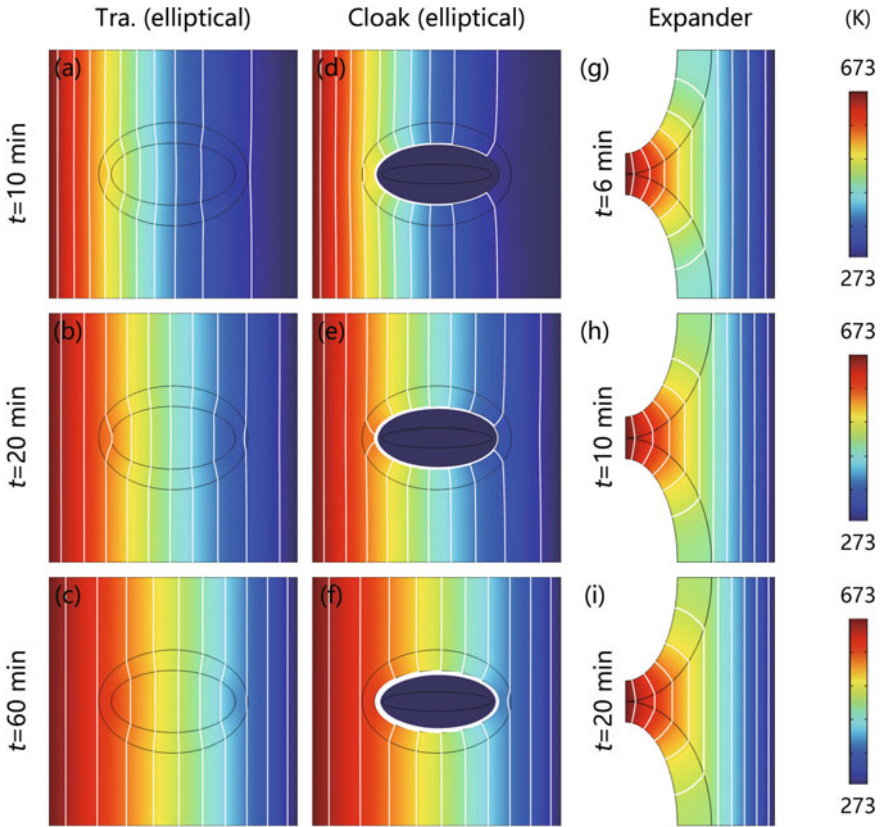 Tra. (elliptical) Cloak (elliptical) Expander (K)
t=10 min (a) (d) t=6 min (g) 673
273
t=20 min (b) (e) t=10 min (h) 673
273
t=60 min (c) (f) t=20 min (i) 673
273